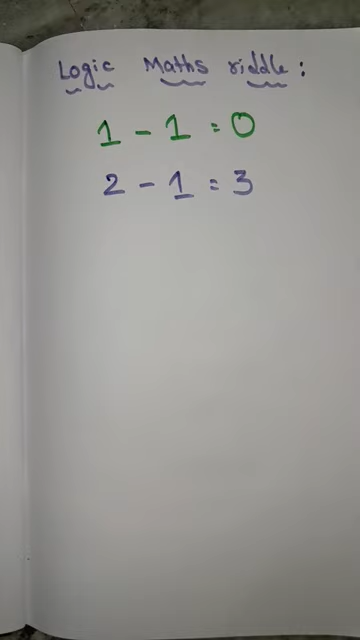 Logic Maths riddle :
1 - 1 = 0
2 - 1 = 3